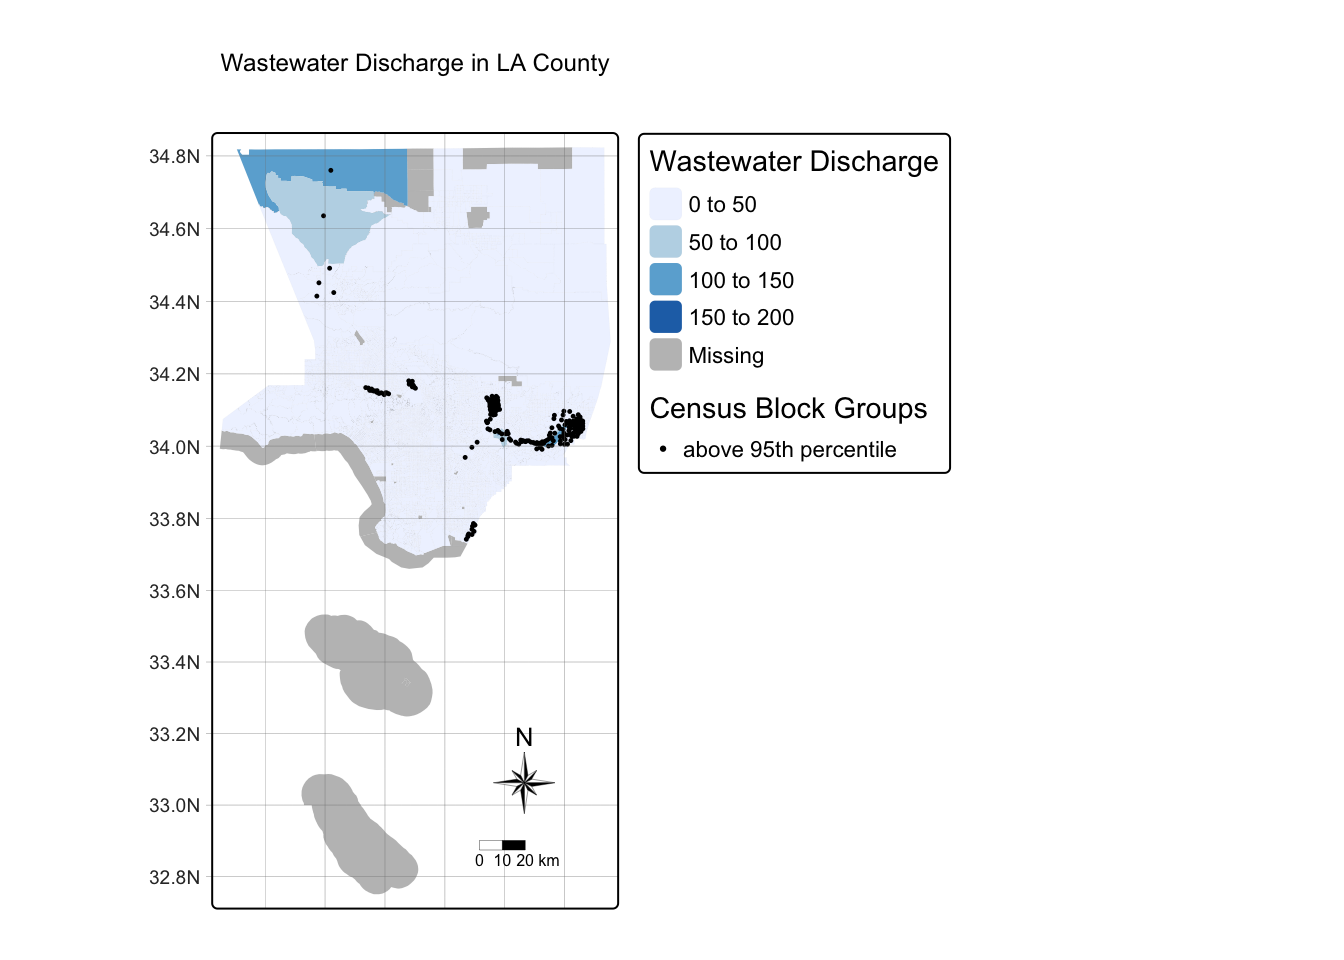 Wastewater Discharge in LA County
34.8N
34.6N
34.4N
34.2N
34.0N
33.8N
33.6N
33.4N
33.2N
33.0N
32.8N
N
0 10 20 km
Wastewater Discharge
0 to 50
50 to 100
100 to 150
150 to 200
Missing
Census Block Groups
above 95th percentile